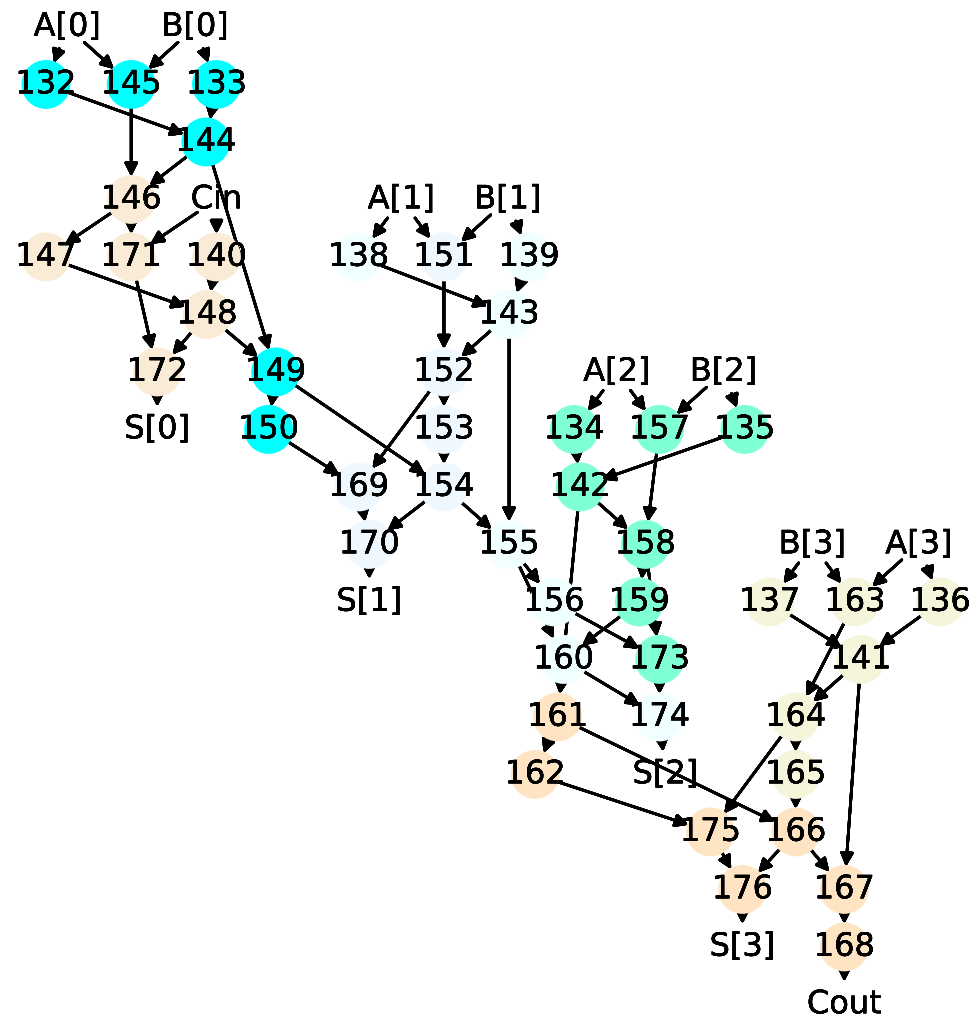 A[0] B[0]
132 145 133
144
146 Cin A[1] B[1]
147 171 140 138 151 139
148 143
172 149 152 A[2] B[2]
S[0] 150 153 134 157 135
169 154 142
170 155 158 B[3] A[3]
S[1] 156 159 137 163 136
160 173 141
161 174 164
162 S[2] 165
175 166
176 167
S[3] 168
Cout